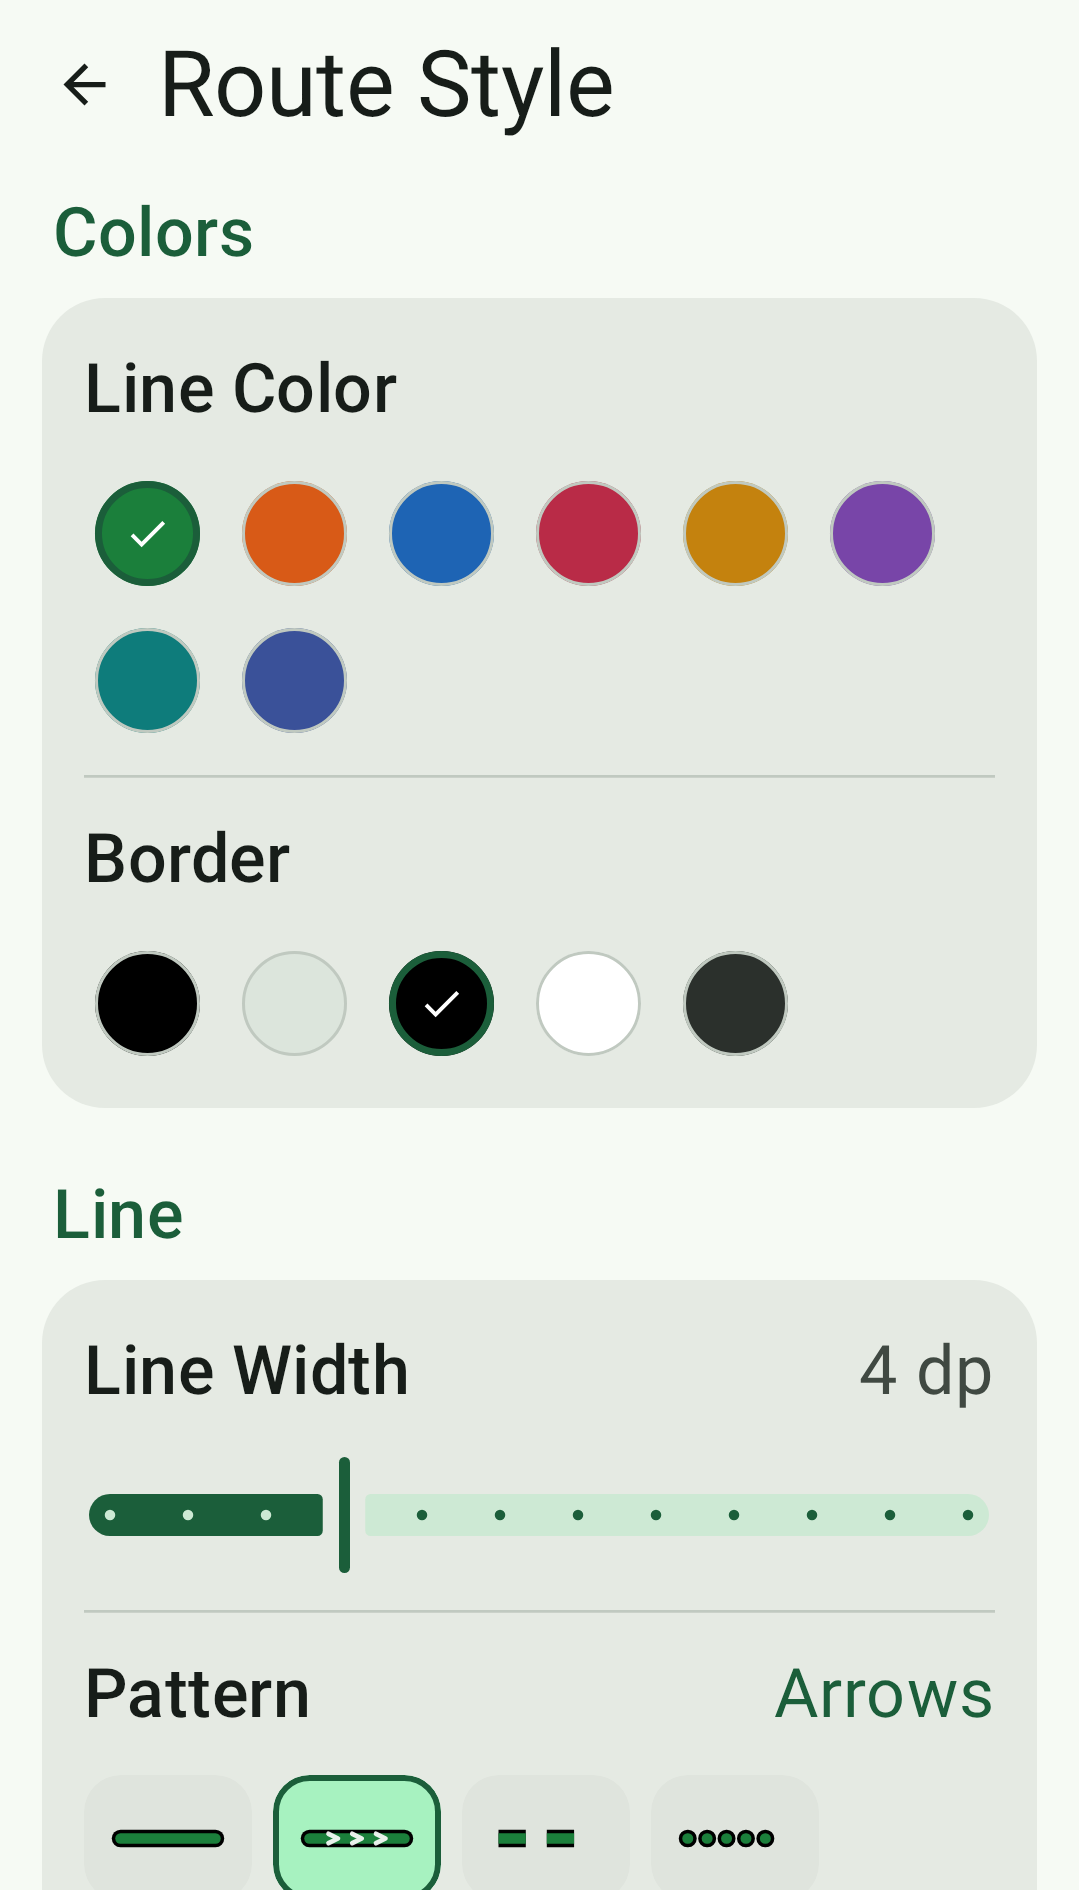 Route Style
Colors
Line Color
Border
Line
Line Width
4 dp
Pattern
Arrows